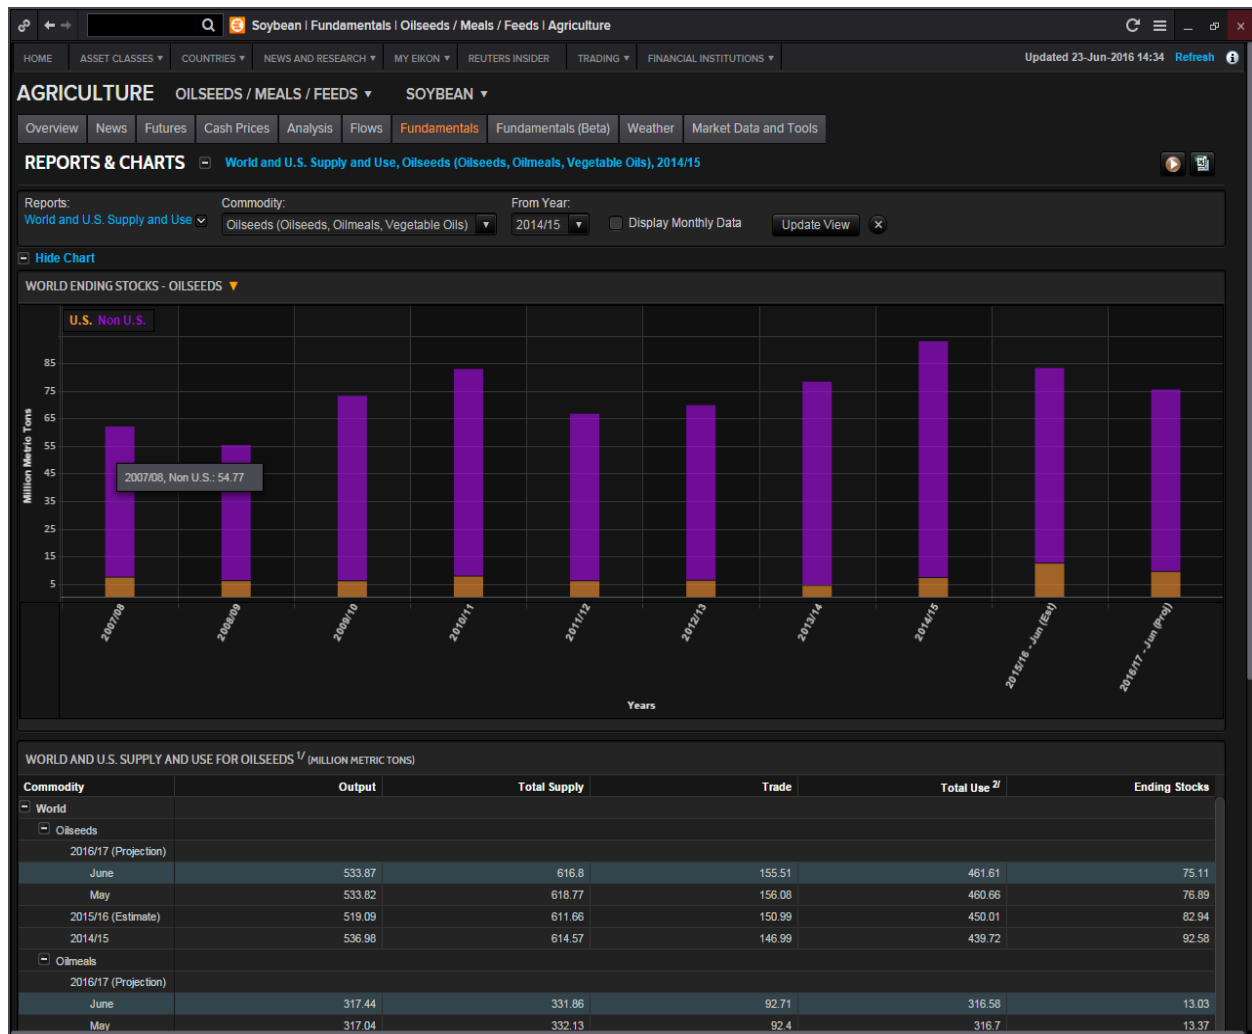 Soybean | Fundamentals | Oilseeds / Meals / Feeds | Agriculture
HOME ASSET CLASSES ▼ COUNTRIES ▼ NEWS AND RESEARCH ▼ MY EIKON ▼ REUTERS INSIDER TRADING ▼ FINANCIAL INSTITUTIONS ▼ Updated 23-Jun-2016 14:34 Refresh
AGRICULTURE OILSEEDS / MEALS / FEEDS ▼ SOYBEAN ▼
Overview News Futures Cash Prices Analysis Flows Fundamentals Fundamentals (Beta) Weather Market Data and Tools
REPORTS & CHARTS World and U.S. Supply and Use, Oilseeds (Oilseeds, Oilmeals, Vegetable Oils), 2014/15
Reports: Commodity: From Year:
World and U.S. Supply and Use Oilseeds (Oilseeds, Oilmeals, Vegetable Oils) 2014/15 Display Monthly Data Update View
Hide Chart
WORLD ENDING STOCKS - OILSEEDS ▼
U.S. Non U.S.
85
75
65
55
45
35
25
15
5
Million Metric Tons
2007/08, Non U.S.: 54.77
2007/08 2008/09 2009/10 2010/11 2011/12 2012/13 2013/14 2014/15 2015/16 - Jun (Est) 2016/17 - Jun (Proj)
Years
WORLD AND U.S. SUPPLY AND USE FOR OILSEEDS 1/ (MILLION METRIC TONS)
Commodity Output Total Supply Trade Total Use 2/ Ending Stocks
World
Oilseeds
2016/17 (Projection)
June 533.87 616.8 155.51 461.61 75.11
May 533.82 618.77 156.08 460.66 76.89
2015/16 (Estimate) 519.09 611.66 150.99 450.01 82.94
2014/15 536.98 614.57 146.99 439.72 92.58
Oilmeals
2016/17 (Projection)
June 317.44 331.86 92.71 316.58 13.03
May 317.04 332.13 92.4 316.7 13.37